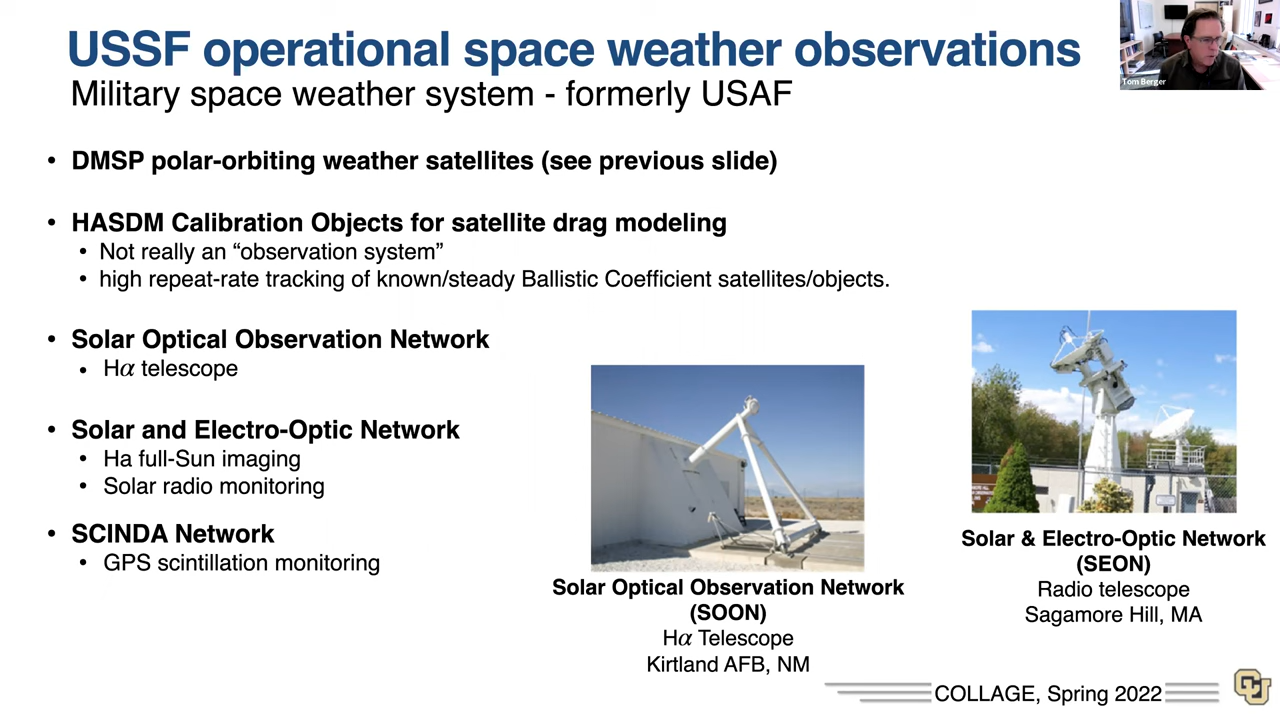 USSF operational space weather observations
Military space weather system - formerly USAF
Tom Berger
• DMSP polar-orbiting weather satellites (see previous slide)
• HASDM Calibration Objects for satellite drag modeling
• Not really an “observation system”
• high repeat-rate tracking of known/steady Ballistic Coefficient satellites/objects.
• Solar Optical Observation Network
• Hα telescope
• Solar and Electro-Optic Network
• Ha full-Sun imaging
• Solar radio monitoring
• SCINDA Network
• GPS scintillation monitoring
Solar Optical Observation Network
(SOON)
Hα Telescope
Kirtland AFB, NM
Solar & Electro-Optic Network
(SEON)
Radio telescope
Sagamore Hill, MA
COLLAGE, Spring 2022
CU